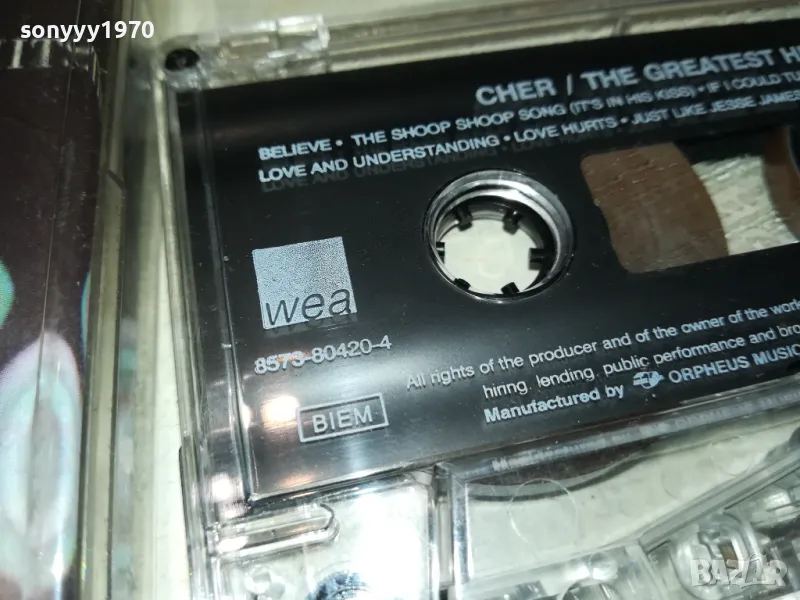 sonyyy1970
CHER / THE GREATEST H
BELIEVE • THE SHOOP SHOOP SONG (IT'S IN HIS KISS) • IF I COULD TU
LOVE AND UNDERSTANDING • LOVE HURTS • JUST LIKE JESSE JAMES
wea
8573-80420-4
BIEM
All rights of the producer and of the owner of the work
hiring, lending, public performance and bro
Manufactured by ORPHEUS MUSIC
BAZAR